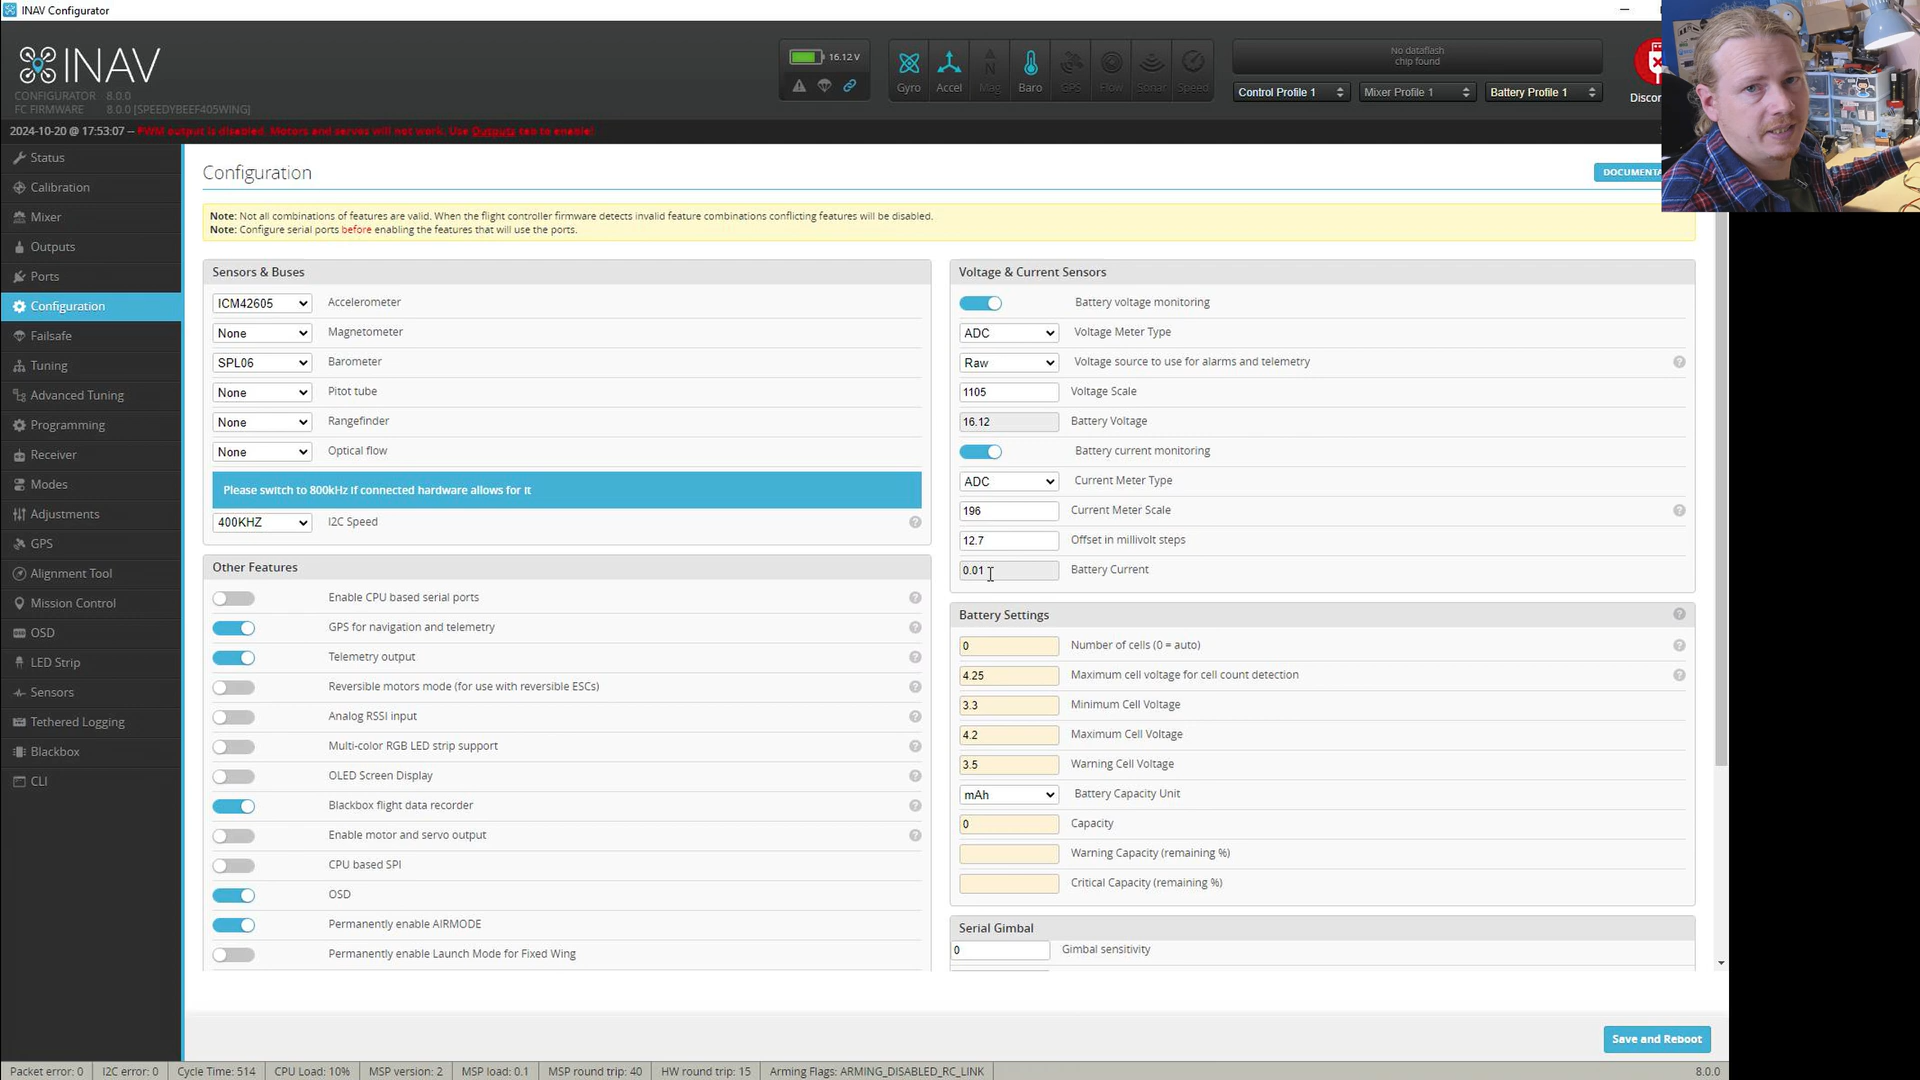 INAV Configurator
INAV
CONFIGURATOR 8.0.0
FC FIRMWARE 8.0.0 [SPEEDYBEEF405WING]
16.12 V
Gyro
Accel
Mag
Baro
GPS
Flow
Sonar
Speed
No dataflash
chip found
Control Profile 1
Mixer Profile 1
Battery Profile 1
Discon
2024-10-20 @ 17:53:07 -- PWM output is disabled. Motors and servos will not work. Use Outputs tab to enable!
Status
Calibration
Mixer
Outputs
Ports
Configuration
Failsafe
Tuning
Advanced Tuning
Programming
Receiver
Modes
Adjustments
GPS
Alignment Tool
Mission Control
OSD
LED Strip
Sensors
Tethered Logging
Blackbox
CLI
Configuration
DOCUMENTA
Note: Not all combinations of features are valid. When the flight controller firmware detects invalid feature combinations conflicting features will be disabled.
Note: Configure serial ports before enabling the features that will use the ports.
Sensors & Buses
ICM42605 Accelerometer
None Magnetometer
SPL06 Barometer
None Pitot tube
None Rangefinder
None Optical flow
Please switch to 800kHz if connected hardware allows for it
400KHZ I2C Speed
Other Features
Enable CPU based serial ports
GPS for navigation and telemetry
Telemetry output
Reversible motors mode (for use with reversible ESCs)
Analog RSSI input
Multi-color RGB LED strip support
OLED Screen Display
Blackbox flight data recorder
Enable motor and servo output
CPU based SPI
OSD
Permanently enable AIRMODE
Permanently enable Launch Mode for Fixed Wing
Voltage & Current Sensors
Battery voltage monitoring
ADC Voltage Meter Type
Raw Voltage source to use for alarms and telemetry
1105 Voltage Scale
16.12 Battery Voltage
Battery current monitoring
ADC Current Meter Type
196 Current Meter Scale
12.7 Offset in millivolt steps
0.01 Battery Current
Battery Settings
0 Number of cells (0 = auto)
4.25 Maximum cell voltage for cell count detection
3.3 Minimum Cell Voltage
4.2 Maximum Cell Voltage
3.5 Warning Cell Voltage
mAh Battery Capacity Unit
0 Capacity
Warning Capacity (remaining %)
Critical Capacity (remaining %)
Serial Gimbal
0 Gimbal sensitivity
Save and Reboot
Packet error: 0
I2C error: 0
Cycle Time: 514
CPU Load: 10%
MSP version: 2
MSP load: 0.1
MSP round trip: 40
HW round trip: 15
Arming Flags: ARMING_DISABLED_RC_LINK
8.0.0